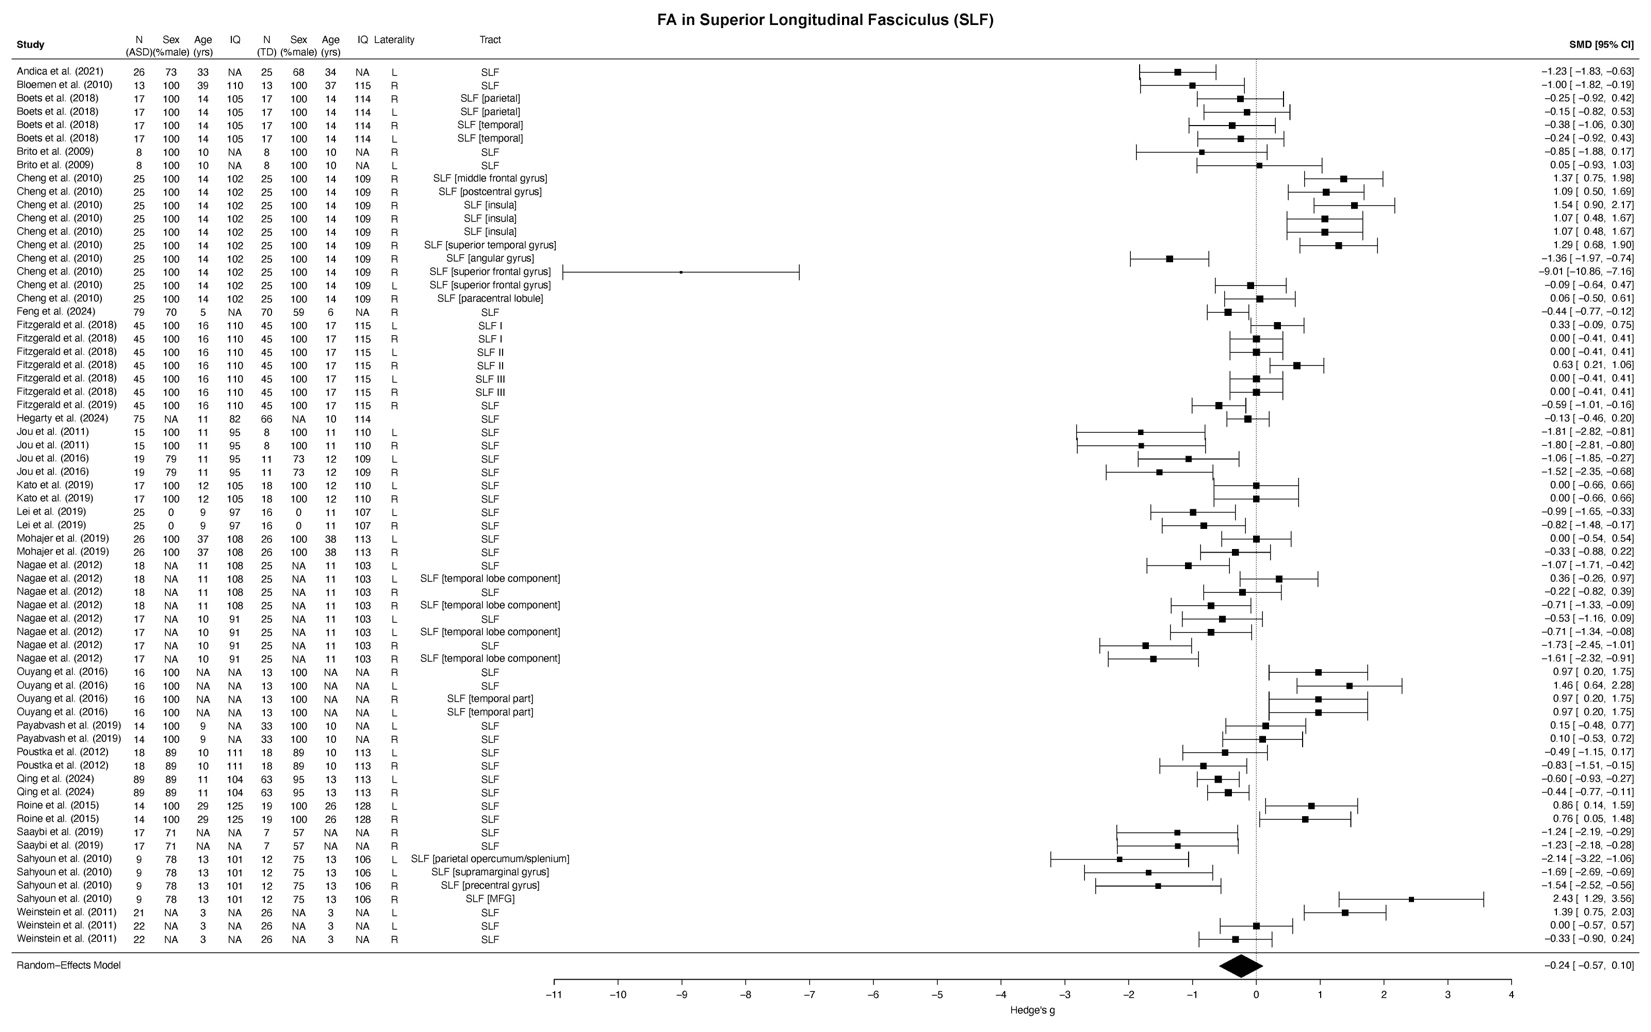 FA in Superior Longitudinal Fasciculus (SLF)
Study N (ASD) Sex (%male) Age (yrs) IQ N (TD) Sex (%male) Age (yrs) IQ Laterality Tract SMD [95% CI]
Andica et al. (2021) 26 73 33 NA 25 68 34 NA L SLF −1.23 [ −1.83, −0.63]
Bloemen et al. (2010) 13 100 39 110 13 100 37 115 R SLF −1.00 [ −1.82, −0.19]
Boets et al. (2018) 17 100 14 105 17 100 14 114 R SLF [parietal] −0.25 [ −0.92, 0.42]
Boets et al. (2018) 17 100 14 105 17 100 14 114 L SLF [parietal] −0.15 [ −0.82, 0.53]
Boets et al. (2018) 17 100 14 105 17 100 14 114 R SLF [temporal] −0.38 [ −1.06, 0.30]
Boets et al. (2018) 17 100 14 105 17 100 14 114 L SLF [temporal] −0.24 [ −0.92, 0.43]
Brito et al. (2009) 8 100 10 NA 8 100 10 NA R SLF −0.85 [ −1.88, 0.17]
Brito et al. (2009) 8 100 10 NA 8 100 10 NA L SLF 0.05 [ −0.93, 1.03]
Cheng et al. (2010) 25 100 14 102 25 100 14 109 R SLF [middle frontal gyrus] 1.37 [ 0.75, 1.98]
Cheng et al. (2010) 25 100 14 102 25 100 14 109 R SLF [postcentral gyrus] 1.09 [ 0.50, 1.69]
Cheng et al. (2010) 25 100 14 102 25 100 14 109 R SLF [insula] 1.54 [ 0.90, 2.17]
Cheng et al. (2010) 25 100 14 102 25 100 14 109 R SLF [insula] 1.07 [ 0.48, 1.67]
Cheng et al. (2010) 25 100 14 102 25 100 14 109 R SLF [insula] 1.07 [ 0.48, 1.67]
Cheng et al. (2010) 25 100 14 102 25 100 14 109 R SLF [superior temporal gyrus] 1.29 [ 0.68, 1.90]
Cheng et al. (2010) 25 100 14 102 25 100 14 109 R SLF [angular gyrus] −1.36 [ −1.97, −0.74]
Cheng et al. (2010) 25 100 14 102 25 100 14 109 R SLF [superior frontal gyrus] −9.01 [−10.86, −7.16]
Cheng et al. (2010) 25 100 14 102 25 100 14 109 L SLF [superior frontal gyrus] −0.09 [ −0.64, 0.47]
Cheng et al. (2010) 25 100 14 102 25 100 14 109 R SLF [paracentral lobule] 0.06 [ −0.50, 0.61]
Feng et al. (2024) 79 70 5 NA 70 59 6 NA R SLF −0.44 [ −0.77, −0.12]
Fitzgerald et al. (2018) 45 100 16 110 45 100 17 115 L SLF I 0.33 [ −0.09, 0.75]
Fitzgerald et al. (2018) 45 100 16 110 45 100 17 115 R SLF I 0.00 [ −0.41, 0.41]
Fitzgerald et al. (2018) 45 100 16 110 45 100 17 115 L SLF II 0.00 [ −0.41, 0.41]
Fitzgerald et al. (2018) 45 100 16 110 45 100 17 115 R SLF II 0.63 [ 0.21, 1.06]
Fitzgerald et al. (2018) 45 100 16 110 45 100 17 115 L SLF III 0.00 [ −0.41, 0.41]
Fitzgerald et al. (2018) 45 100 16 110 45 100 17 115 R SLF III 0.00 [ −0.41, 0.41]
Fitzgerald et al. (2019) 45 100 16 110 45 100 17 115 R SLF −0.59 [ −1.01, −0.16]
Hegarty et al. (2024) 75 NA 11 82 66 NA 10 114 SLF −0.13 [ −0.46, 0.20]
Jou et al. (2011) 15 100 11 95 8 100 11 110 L SLF −1.81 [ −2.82, −0.81]
Jou et al. (2011) 15 100 11 95 8 100 11 110 R SLF −1.80 [ −2.81, −0.80]
Jou et al. (2016) 19 79 11 95 11 73 12 109 L SLF −1.06 [ −1.85, −0.27]
Jou et al. (2016) 19 79 11 95 11 73 12 109 R SLF −1.52 [ −2.35, −0.68]
Kato et al. (2019) 17 100 12 105 18 100 12 110 L SLF 0.00 [ −0.66, 0.66]
Kato et al. (2019) 17 100 12 105 18 100 12 110 R SLF 0.00 [ −0.66, 0.66]
Lei et al. (2019) 25 0 9 97 16 0 11 107 L SLF −0.99 [ −1.65, −0.33]
Lei et al. (2019) 25 0 9 97 16 0 11 107 R SLF −0.82 [ −1.48, −0.17]
Mohajer et al. (2019) 26 100 37 108 26 100 38 113 L SLF 0.00 [ −0.54, 0.54]
Mohajer et al. (2019) 26 100 37 108 26 100 38 113 R SLF −0.33 [ −0.88, 0.22]
Nagae et al. (2012) 18 NA 11 108 25 NA 11 103 L SLF −1.07 [ −1.71, −0.42]
Nagae et al. (2012) 18 NA 11 108 25 NA 11 103 L SLF [temporal lobe component] 0.36 [ −0.26, 0.97]
Nagae et al. (2012) 18 NA 11 108 25 NA 11 103 R SLF −0.22 [ −0.82, 0.39]
Nagae et al. (2012) 18 NA 11 108 25 NA 11 103 R SLF [temporal lobe component] −0.71 [ −1.33, −0.09]
Nagae et al. (2012) 17 NA 10 91 25 NA 11 103 L SLF −0.53 [ −1.16, 0.09]
Nagae et al. (2012) 17 NA 10 91 25 NA 11 103 L SLF [temporal lobe component] −0.71 [ −1.34, −0.08]
Nagae et al. (2012) 17 NA 10 91 25 NA 11 103 R SLF −1.73 [ −2.45, −1.01]
Nagae et al. (2012) 17 NA 10 91 25 NA 11 103 R SLF [temporal lobe component] −1.61 [ −2.32, −0.91]
Ouyang et al. (2016) 16 100 NA NA 13 100 NA NA R SLF 0.97 [ 0.20, 1.75]
Ouyang et al. (2016) 16 100 NA NA 13 100 NA NA L SLF 1.46 [ 0.64, 2.28]
Ouyang et al. (2016) 16 100 NA NA 13 100 NA NA R SLF [temporal part] 0.97 [ 0.20, 1.75]
Ouyang et al. (2016) 16 100 NA NA 13 100 NA NA L SLF [temporal part] 0.97 [ 0.20, 1.75]
Payabvash et al. (2019) 14 100 9 NA 33 100 10 NA L SLF 0.15 [ −0.48, 0.77]
Payabvash et al. (2019) 14 100 9 NA 33 100 10 NA R SLF 0.10 [ −0.53, 0.72]
Poustka et al. (2012) 18 89 10 111 18 89 10 113 L SLF −0.49 [ −1.15, 0.17]
Poustka et al. (2012) 18 89 10 111 18 89 10 113 R SLF −0.83 [ −1.51, −0.15]
Qing et al. (2024) 89 89 11 104 63 95 13 113 L SLF −0.60 [ −0.93, −0.27]
Qing et al. (2024) 89 89 11 104 63 95 13 113 R SLF −0.44 [ −0.77, −0.11]
Roine et al. (2015) 14 100 29 125 19 100 26 128 L SLF 0.86 [ 0.14, 1.59]
Roine et al. (2015) 14 100 29 125 19 100 26 128 R SLF 0.76 [ 0.05, 1.48]
Saaybi et al. (2019) 17 71 NA NA 7 57 NA NA R SLF −1.24 [ −2.19, −0.29]
Saaybi et al. (2019) 17 71 NA NA 7 57 NA NA R SLF −1.23 [ −2.18, −0.28]
Sahyoun et al. (2010) 9 78 13 101 12 75 13 106 L SLF [parietal opercumum/splenium] −2.14 [ −3.22, −1.06]
Sahyoun et al. (2010) 9 78 13 101 12 75 13 106 L SLF [supramarginal gyrus] −1.69 [ −2.69, −0.69]
Sahyoun et al. (2010) 9 78 13 101 12 75 13 106 R SLF [precentral gyrus] −1.54 [ −2.52, −0.56]
Sahyoun et al. (2010) 9 78 13 101 12 75 13 106 R SLF [MFG] 2.43 [ 1.29, 3.56]
Weinstein et al. (2011) 21 NA 3 NA 26 NA 3 NA L SLF 1.39 [ 0.75, 2.03]
Weinstein et al. (2011) 22 NA 3 NA 26 NA 3 NA L SLF 0.00 [ −0.57, 0.57]
Weinstein et al. (2011) 22 NA 3 NA 26 NA 3 NA R SLF −0.33 [ −0.90, 0.24]
Random−Effects Model −0.24 [ −0.57, 0.10]
−11 −10 −9 −8 −7 −6 −5 −4 −3 −2 −1 0 1 2 3 4
Hedge's g